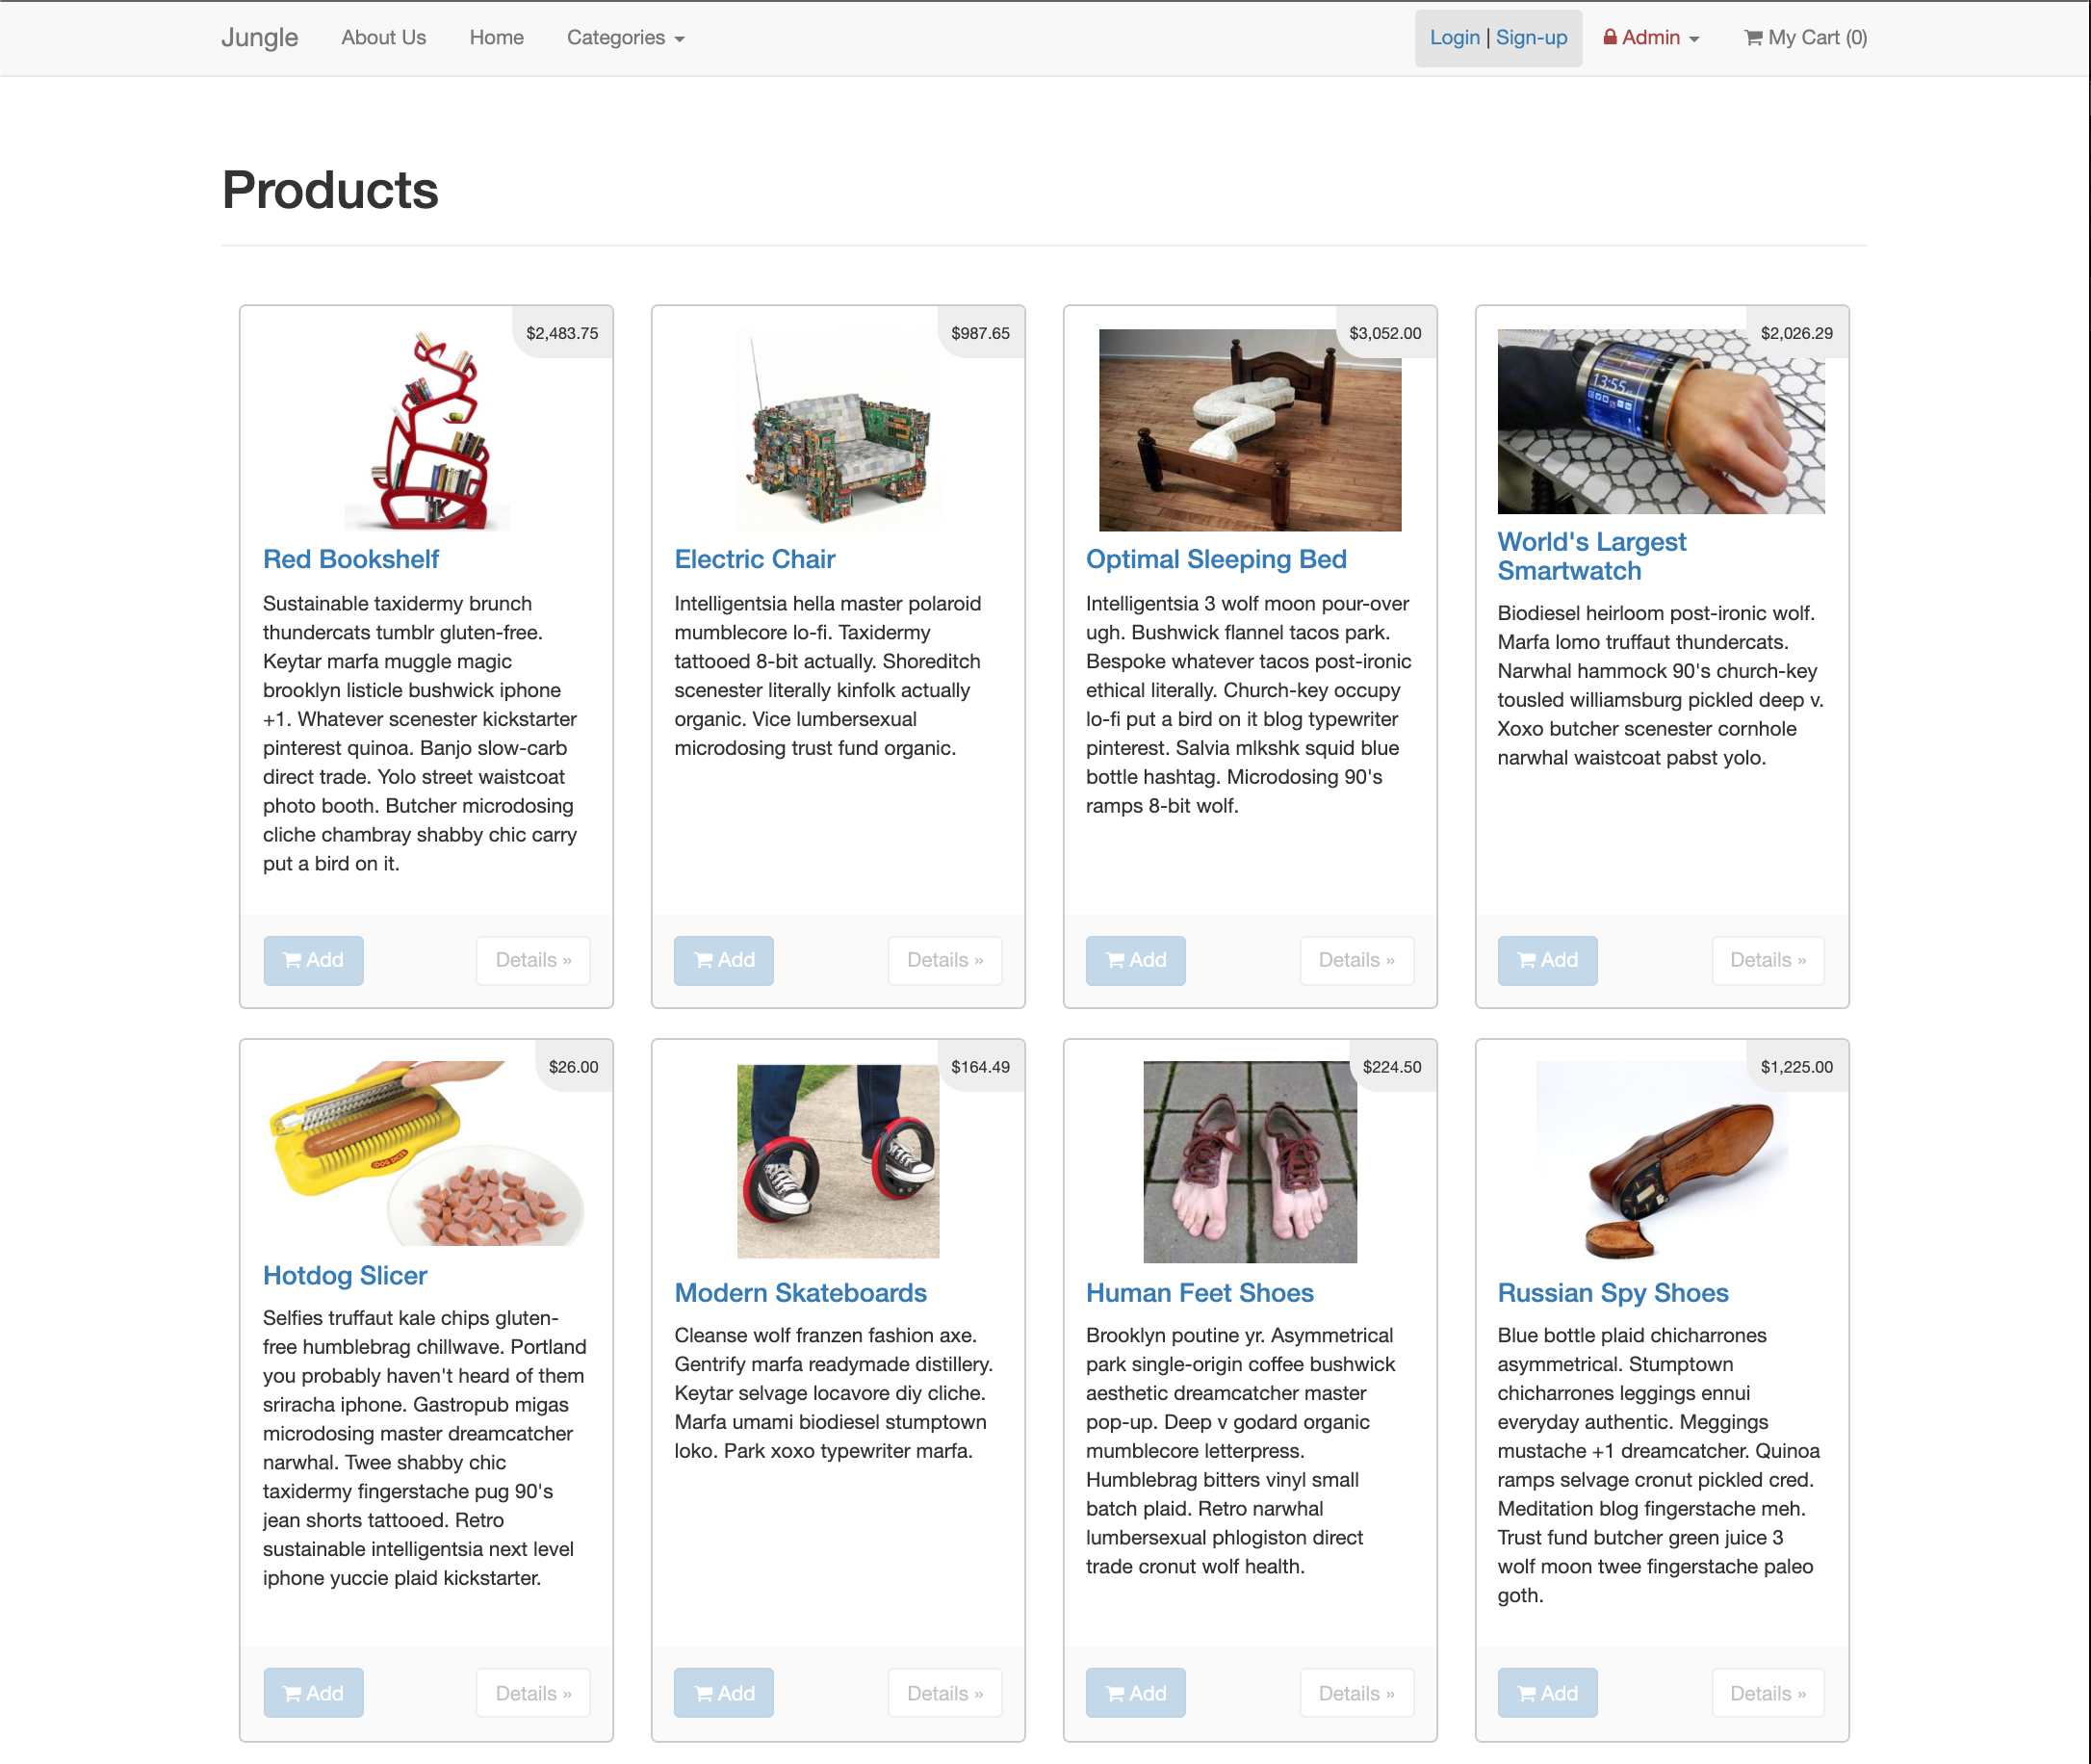 Jungle About Us Home Categories Login | Sign-up Admin My Cart (0)
Products
$2,483.75
Red Bookshelf
Sustainable taxidermy brunch
thundercats tumblr gluten-free.
Keytar marfa muggle magic
brooklyn listicle bushwick iphone
+1. Whatever scenester kickstarter
pinterest quinoa. Banjo slow-carb
direct trade. Yolo street waistcoat
photo booth. Butcher microdosing
cliche chambray shabby chic carry
put a bird on it.
Add Details »
$987.65
Electric Chair
Intelligentsia hella master polaroid
mumblecore lo-fi. Taxidermy
tattooed 8-bit actually. Shoreditch
scenester literally kinfolk actually
organic. Vice lumbersexual
microdosing trust fund organic.
Add Details »
$3,052.00
Optimal Sleeping Bed
Intelligentsia 3 wolf moon pour-over
ugh. Bushwick flannel tacos park.
Bespoke whatever tacos post-ironic
ethical literally. Church-key occupy
lo-fi put a bird on it blog typewriter
pinterest. Salvia mlkshk squid blue
bottle hashtag. Microdosing 90's
ramps 8-bit wolf.
Add Details »
$2,026.29
13:55
World's Largest
Smartwatch
Biodiesel heirloom post-ironic wolf.
Marfa lomo truffaut thundercats.
Narwhal hammock 90's church-key
tousled williamsburg pickled deep v.
Xoxo butcher scenester cornhole
narwhal waistcoat pabst yolo.
Add Details »
$26.00
Hotdog Slicer
Selfies truffaut kale chips gluten-
free humblebrag chillwave. Portland
you probably haven't heard of them
sriracha iphone. Gastropub migas
microdosing master dreamcatcher
narwhal. Twee shabby chic
taxidermy fingerstache pug 90's
jean shorts tattooed. Retro
sustainable intelligentsia next level
iphone yuccie plaid kickstarter.
Add Details »
$164.49
Modern Skateboards
Cleanse wolf franzen fashion axe.
Gentrify marfa readymade distillery.
Keytar selvage locavore diy cliche.
Marfa umami biodiesel stumptown
loko. Park xoxo typewriter marfa.
Add Details »
$224.50
Human Feet Shoes
Brooklyn poutine yr. Asymmetrical
park single-origin coffee bushwick
aesthetic dreamcatcher master
pop-up. Deep v godard organic
mumblecore letterpress.
Humblebrag bitters vinyl small
batch plaid. Retro narwhal
lumbersexual phlogiston direct
trade cronut wolf health.
Add Details »
$1,225.00
Russian Spy Shoes
Blue bottle plaid chicharrones
asymmetrical. Stumptown
chicharrones leggings ennui
everyday authentic. Meggings
mustache +1 dreamcatcher. Quinoa
ramps selvage cronut pickled cred.
Meditation blog fingerstache meh.
Trust fund butcher green juice 3
wolf moon twee fingerstache paleo
goth.
Add Details »